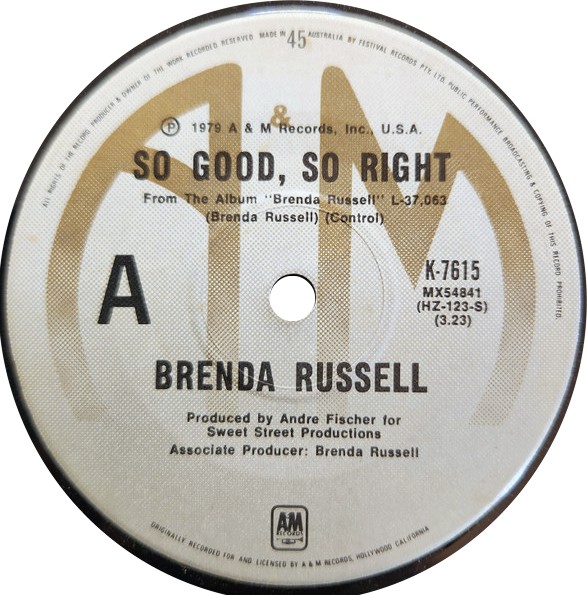 ALL RIGHTS OF THE RECORD PRODUCER & OWNER OF THE WORK RECORDED RESERVED MADE IN 45 AUSTRALIA BY FESTIVAL RECORDS PTY. LTD. PUBLIC PERFORMANCE BROADCASTING & COPYING OF THIS RECORD PROHIBITED.
A&M
Ⓟ 1979 A & M Records, Inc., U.S.A.
SO GOOD, SO RIGHT
From The Album "Brenda Russell" L-37,063
(Brenda Russell) (Control)
A
K-7615
MX54841
(HZ-123-S)
(3.23)
BRENDA RUSSELL
Produced by Andre Fischer for
Sweet Street Productions
Associate Producer: Brenda Russell
AM
RECORDS
ORIGINALLY RECORDED FOR AND LICENSED BY A & M RECORDS, HOLLYWOOD CALIFORNIA